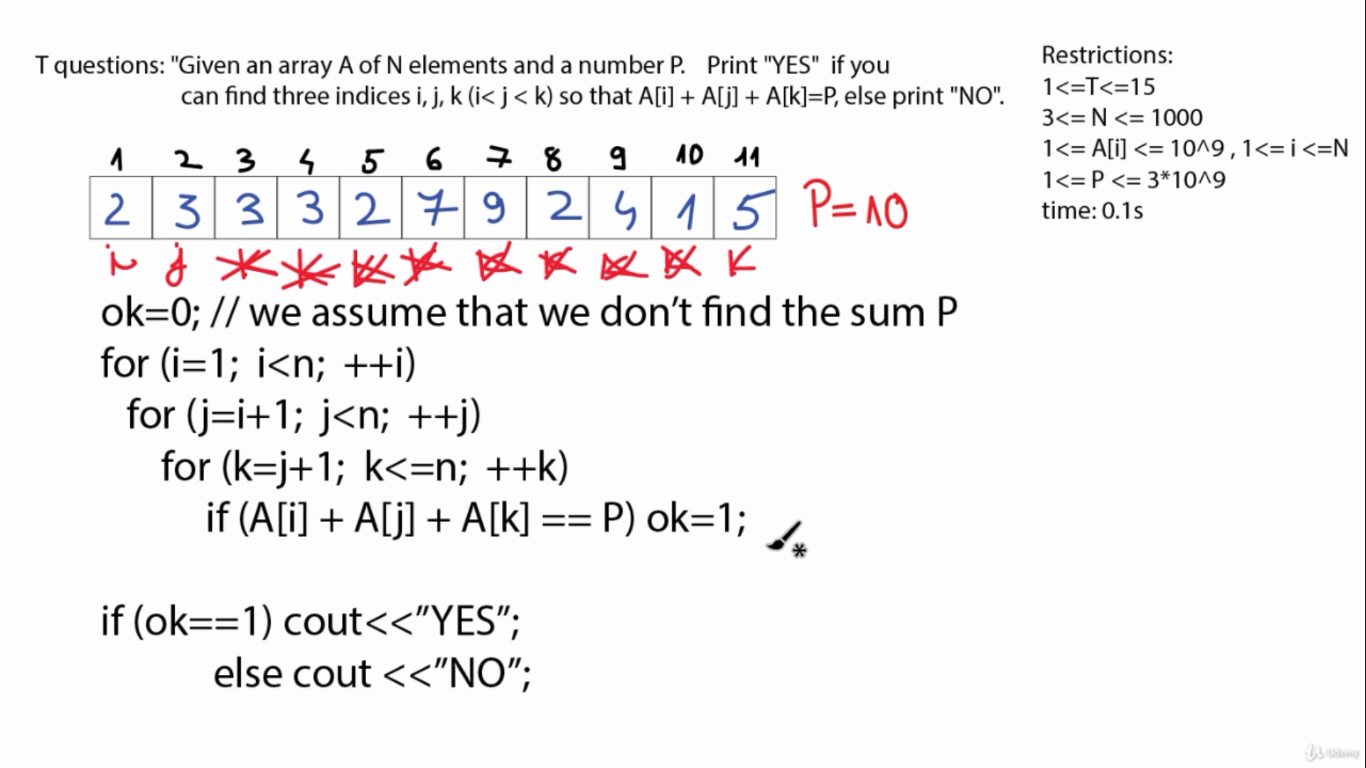 T questions: "Given an array A of N elements and a number P. Print "YES" if you
can find three indices i, j, k (i< j < k) so that A[i] + A[j] + A[k]=P, else print "NO".
Restrictions:
1<=T<=15
3<= N <= 1000
1<= A[i] <= 10^9 , 1<= i <=N
1<= P <= 3*10^9
time: 0.1s
1 2 3 4 5 6 7 8 9 10 11
2 3 3 3 2 7 9 2 4 1 5 P=10
i j K
ok=0; // we assume that we don't find the sum P
for (i=1; i<n; ++i)
for (j=i+1; j<n; ++j)
for (k=j+1; k<=n; ++k)
if (A[i] + A[j] + A[k] == P) ok=1;
if (ok==1) cout<<"YES";
else cout <<"NO";
Udemy